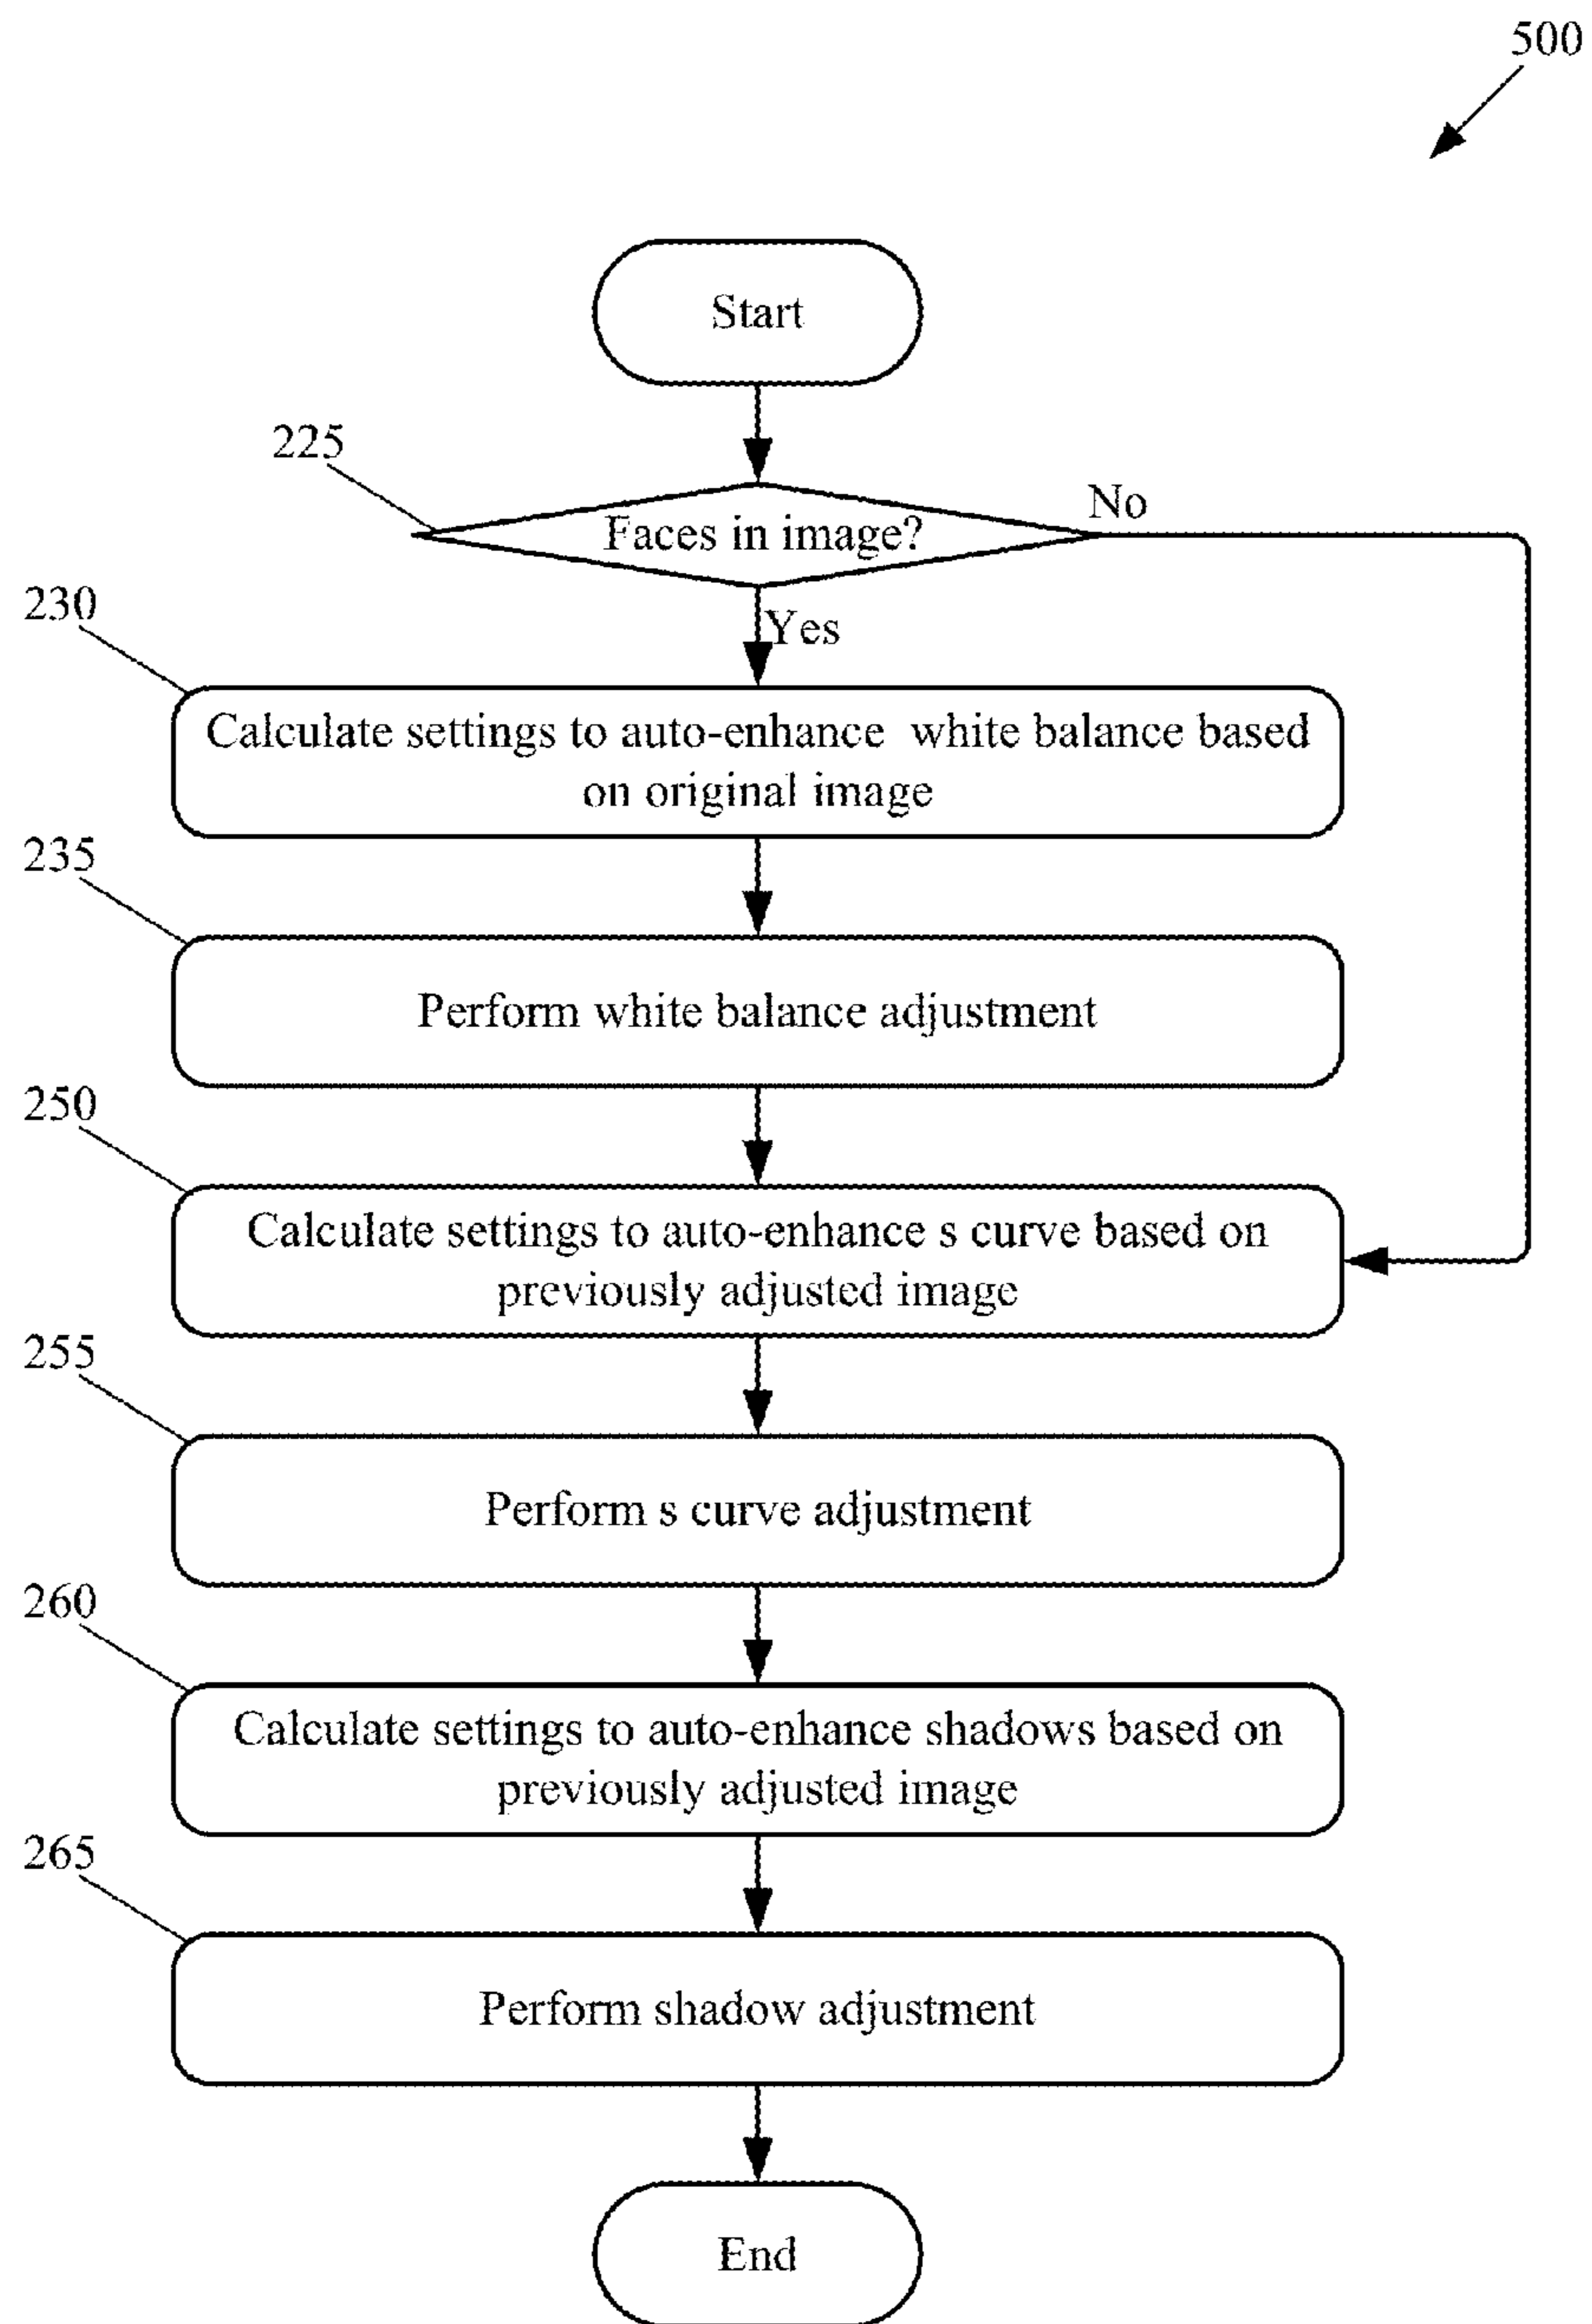 500
Start
225
Faces in image?
No
Yes
230
Calculate settings to auto-enhance white balance based
on original image
235
Perform white balance adjustment
250
Calculate settings to auto-enhance s curve based on
previously adjusted image
255
Perform s curve adjustment
260
Calculate settings to auto-enhance shadows based on
previously adjusted image
265
Perform shadow adjustment
End